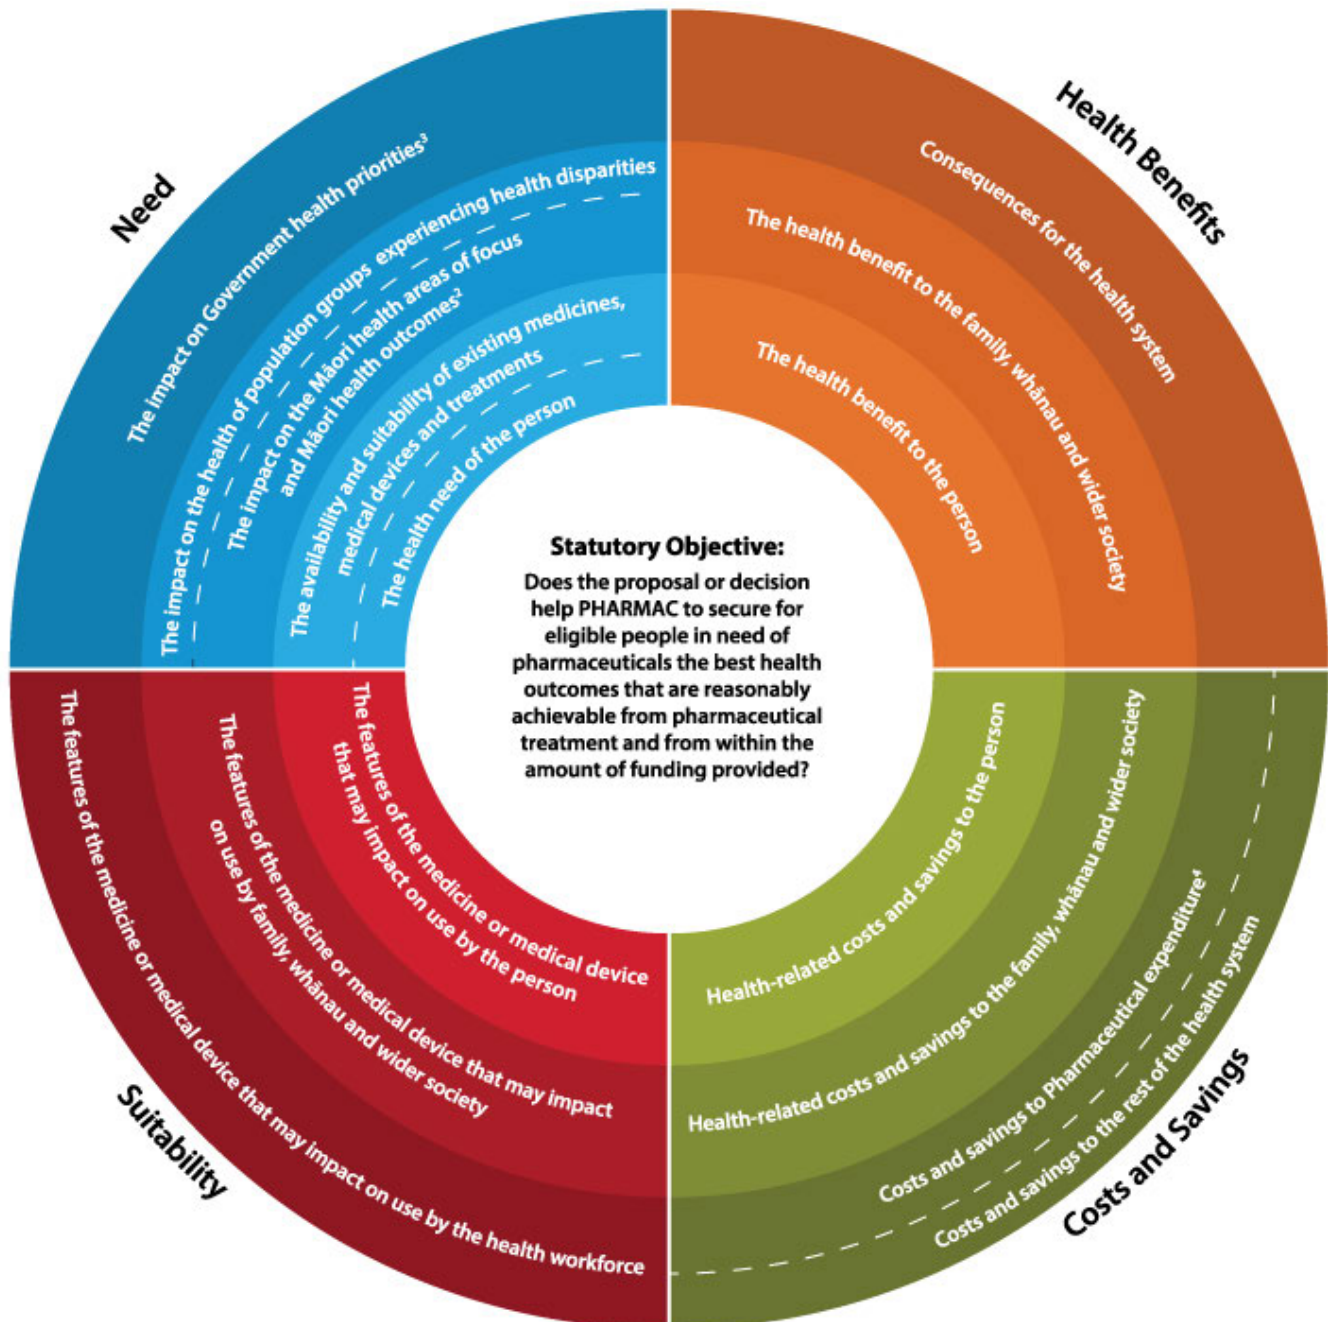 Need
The impact on Government health priorities³
The impact on the health of population groups experiencing health disparities
The impact on the Māori health areas of focus
and Māori health outcomes²
The availability and suitability of existing medicines,
medical devices and treatments
The health need of the person
Health Benefits
Consequences for the health system
The health benefit to the family, whānau and wider society
The health benefit to the person
Statutory Objective:
Does the proposal or decision
help PHARMAC to secure for
eligible people in need of
pharmaceuticals the best health
outcomes that are reasonably
achievable from pharmaceutical
treatment and from within the
amount of funding provided?
Suitability
The features of the medicine or medical device
that may impact on use by the person
The features of the medicine or medical device that may impact
on use by family, whānau and wider society
The features of the medicine or medical device that may impact on use by the health workforce
Costs and Savings
Health-related costs and savings to the person
Health-related costs and savings to the family, whānau and wider society
Costs and savings to Pharmaceutical expenditure⁴
Costs and savings to the rest of the health system